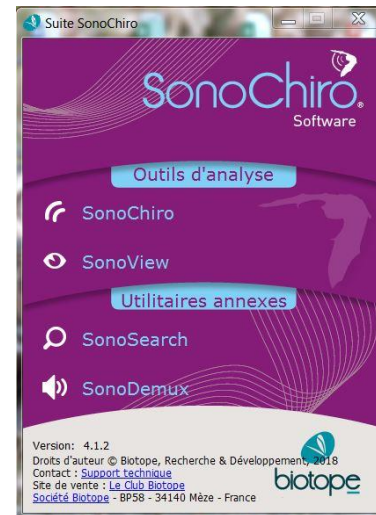 Suite SonoChiro
SonoChiro®
Software
Outils d'analyse
SonoChiro
SonoView
Utilitaires annexes
SonoSearch
SonoDemux
Version: 4.1.2
Droits d'auteur © Biotope, Recherche & Développement, 2018
Contact : Support technique
Site de vente : Le Club Biotope
Société Biotope - BP58 - 34140 Mèze - France
biotope